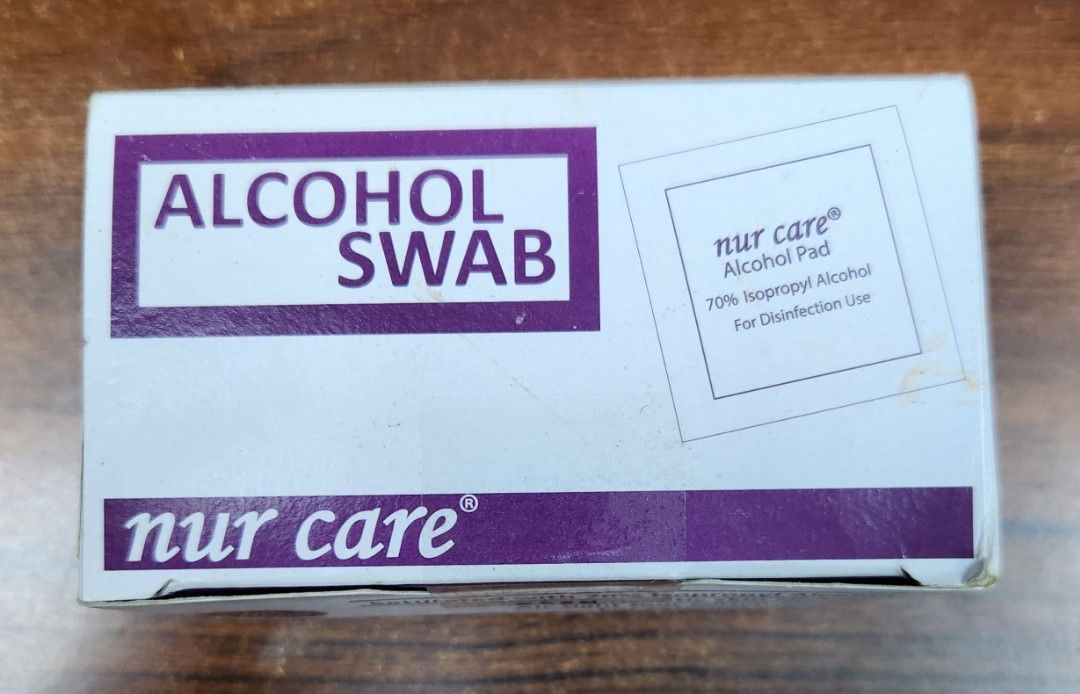 ALCOHOL
SWAB
nur care®
Alcohol Pad
70% Isopropyl Alcohol
For Disinfection Use
nur care®